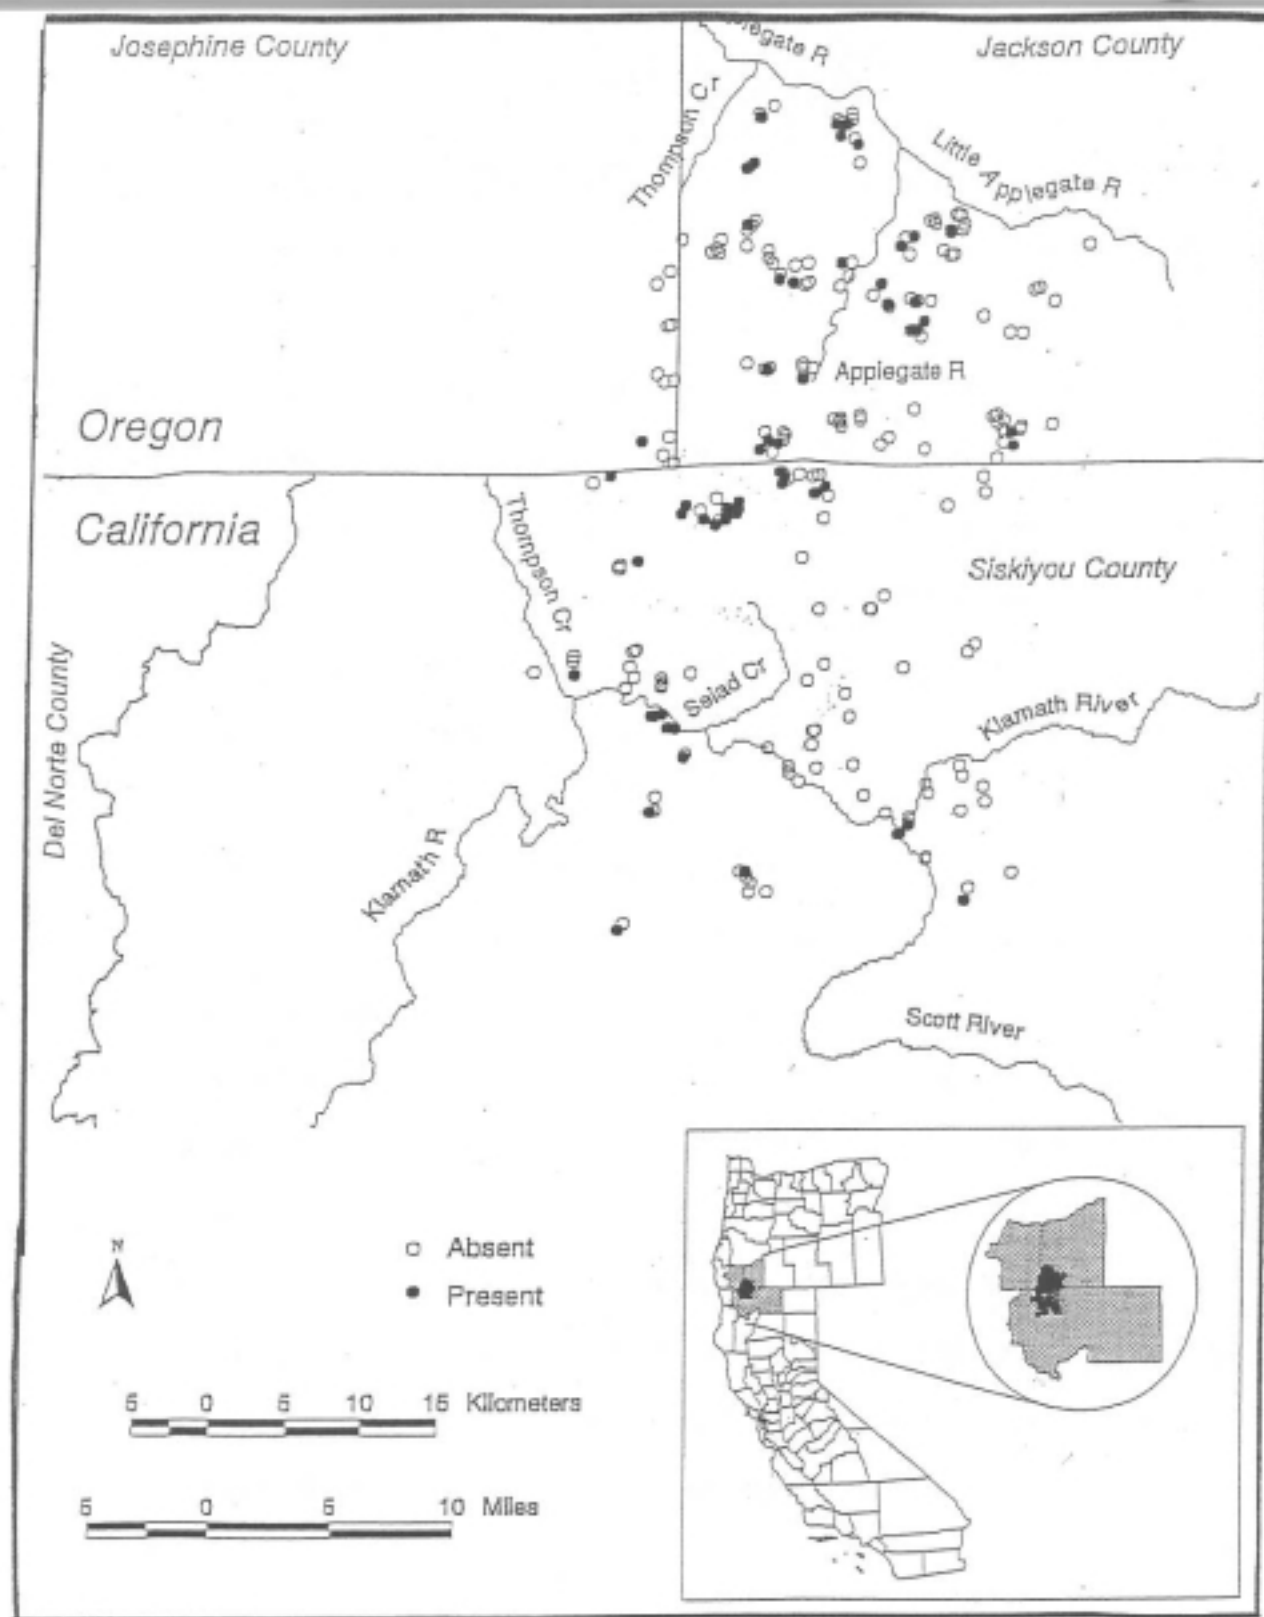 Josephine County
Jackson County
Thompson Cr
Little Applegate R
Applegate R
Oregon
California
Thompson Cr
Siskiyou County
Del Norte County
Seiad Cr
Klamath River
Klamath R
Scott River
N
Absent
Present
5 0 5 10 15 Kilometers
5 0 5 10 Miles